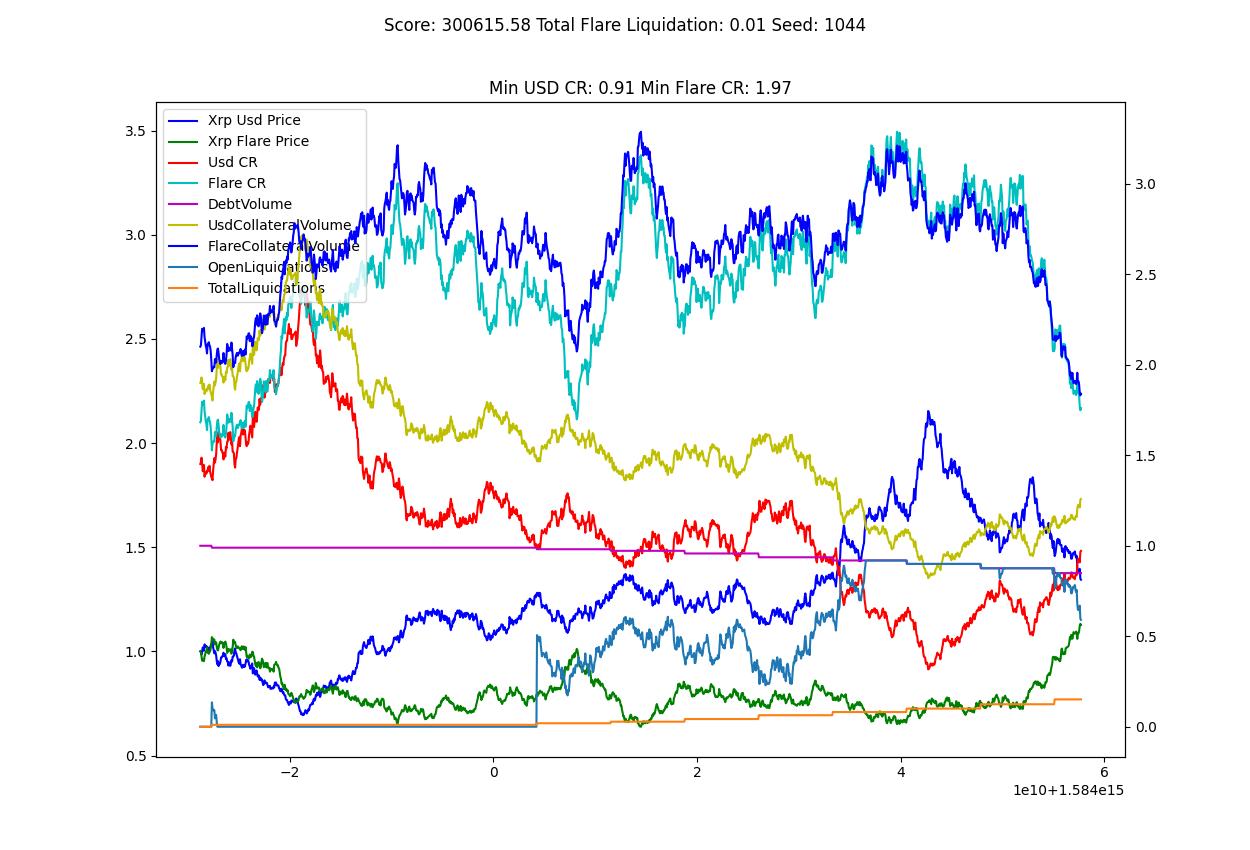 Score: 300615.58 Total Flare Liquidation: 0.01 Seed: 1044
Min USD CR: 0.91 Min Flare CR: 1.97
Xrp Usd Price
Xrp Flare Price
Usd CR
Flare CR
DebtVolume
UsdCollateralVolume
FlareCollateralVolume
OpenLiquidations
TotalLiquidations
3.5
3.0
2.5
2.0
1.5
1.0
0.5
3.0
2.5
2.0
1.5
1.0
0.5
0.0
−2
0
2
4
6
1e10+1.584e15